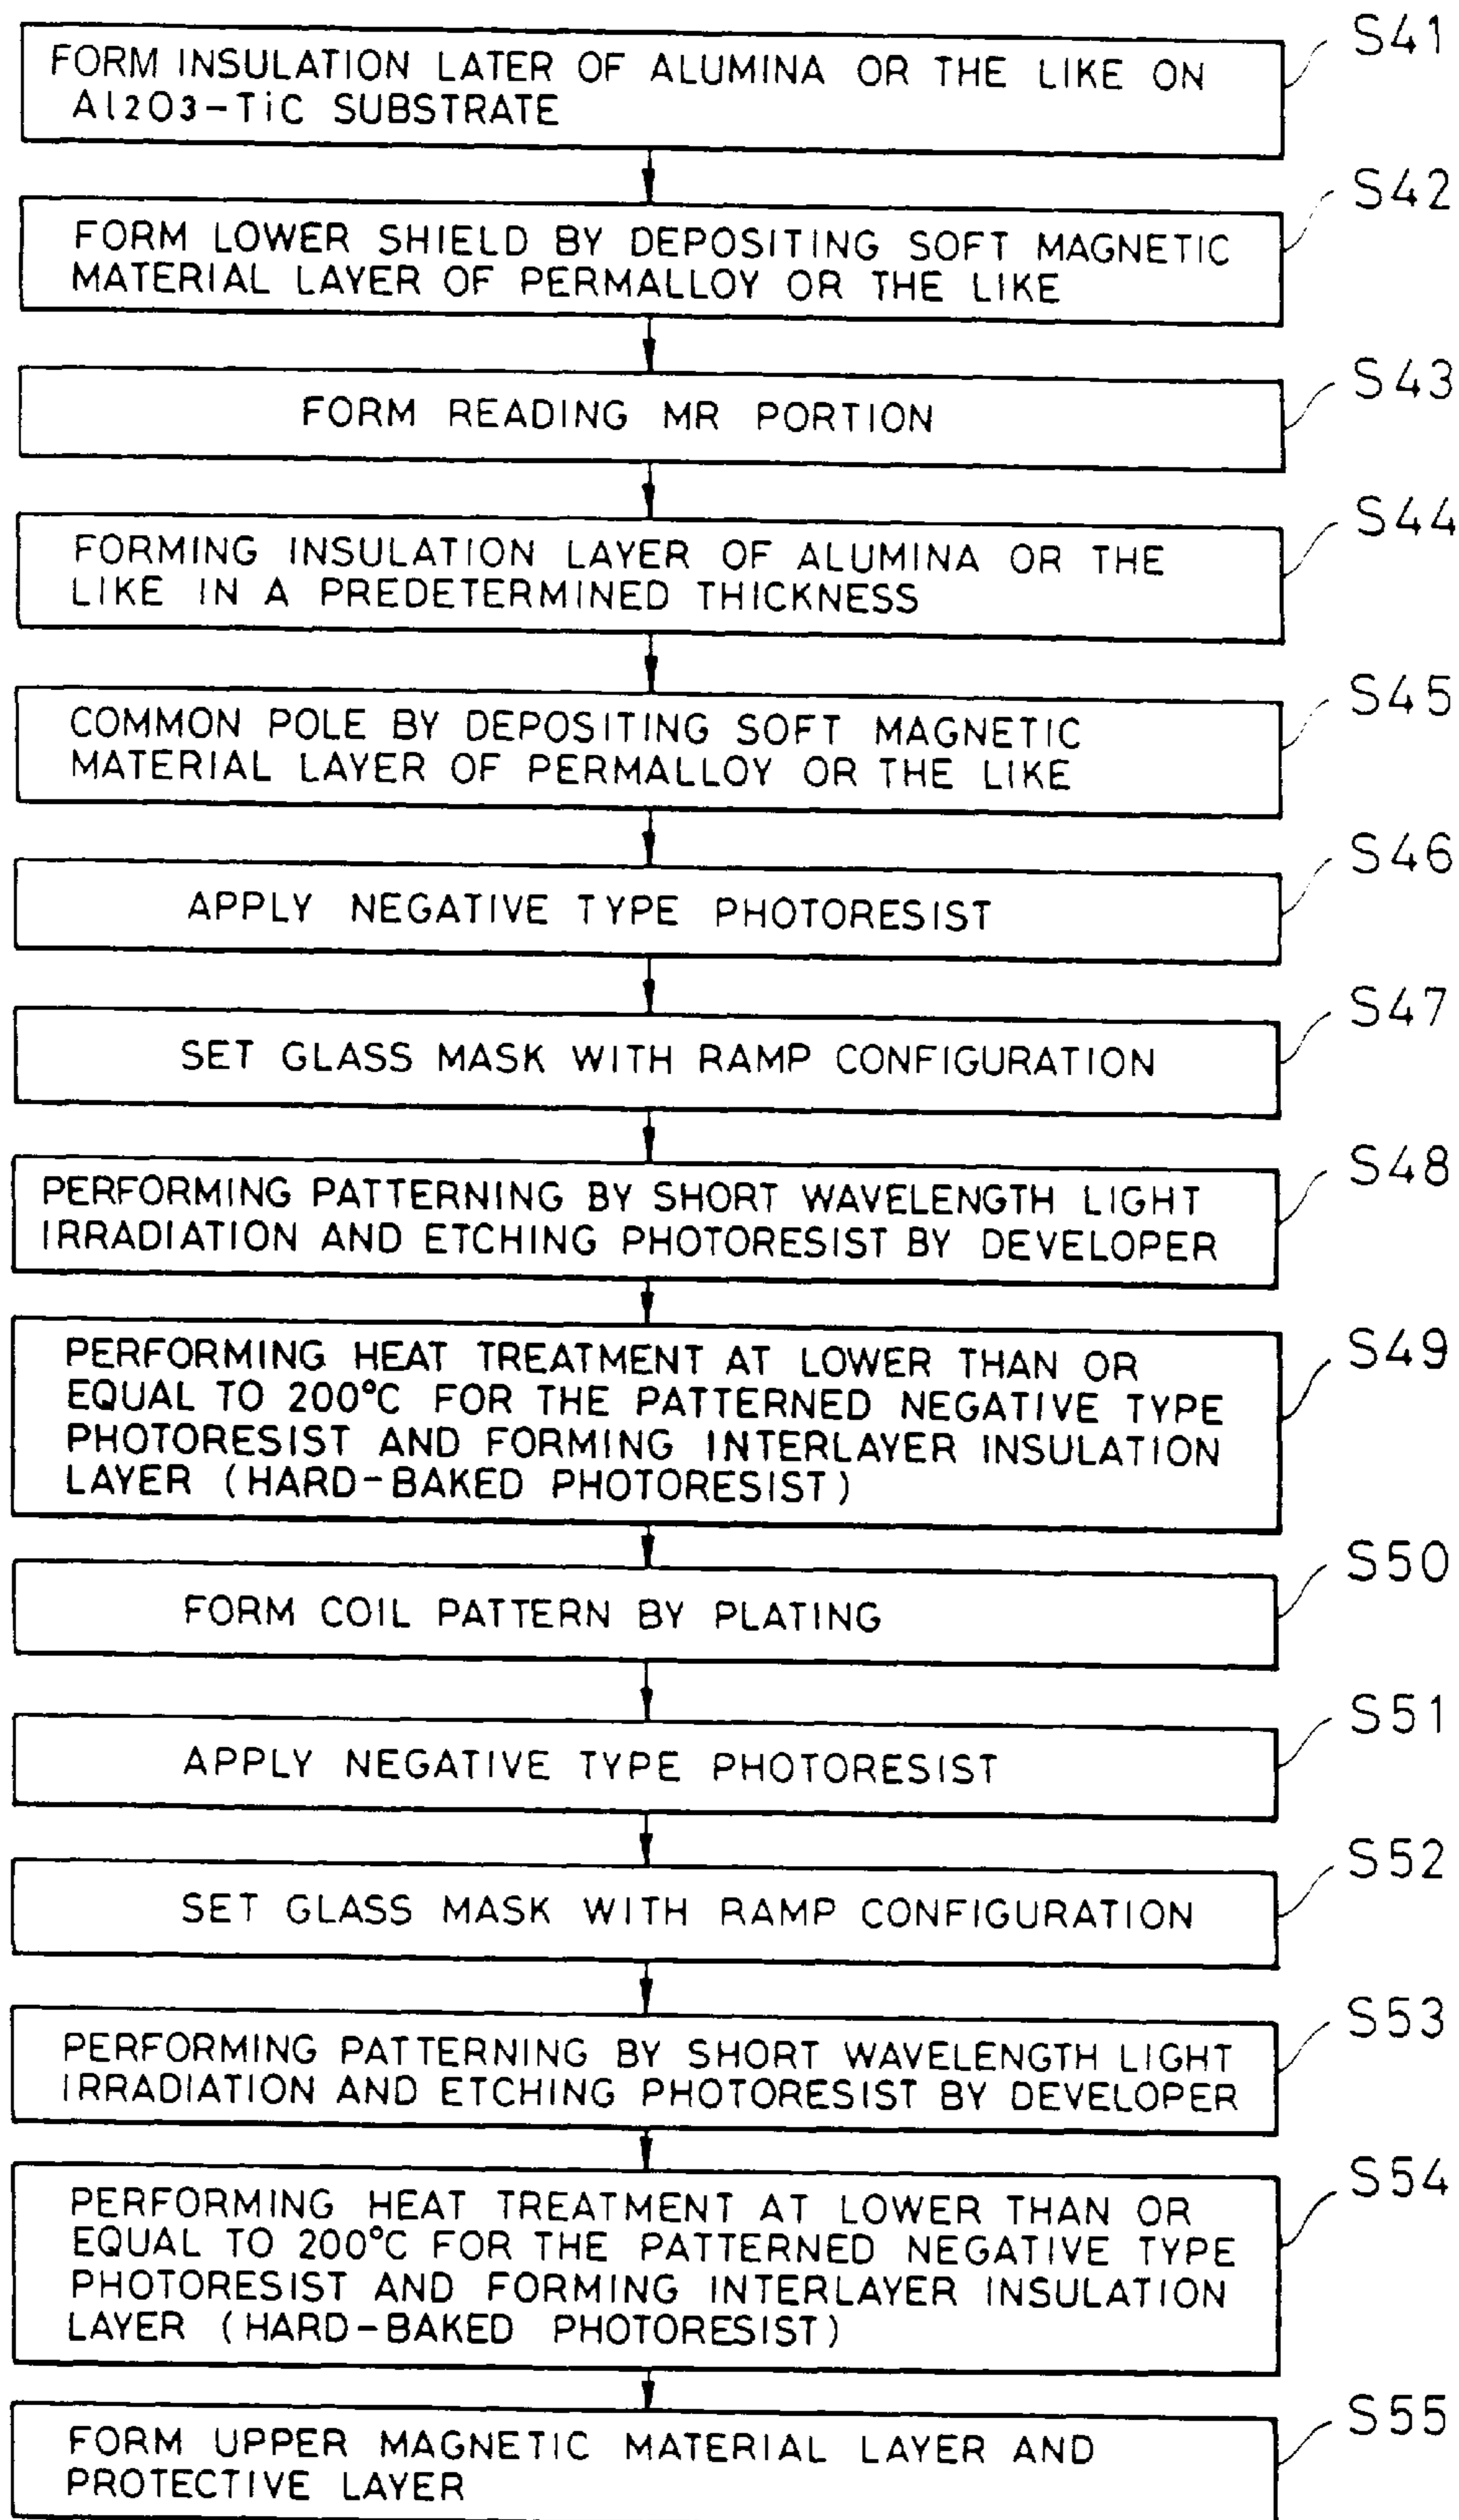 S41
FORM INSULATION LATER OF ALUMINA OR THE LIKE ON
Al2O3-TiC SUBSTRATE
S42
FORM LOWER SHIELD BY DEPOSITING SOFT MAGNETIC
MATERIAL LAYER OF PERMALLOY OR THE LIKE
S43
FORM READING MR PORTION
S44
FORMING INSULATION LAYER OF ALUMINA OR THE
LIKE IN A PREDETERMINED THICKNESS
S45
COMMON POLE BY DEPOSITING SOFT MAGNETIC
MATERIAL LAYER OF PERMALLOY OR THE LIKE
S46
APPLY NEGATIVE TYPE PHOTORESIST
S47
SET GLASS MASK WITH RAMP CONFIGURATION
S48
PERFORMING PATTERNING BY SHORT WAVELENGTH LIGHT
IRRADIATION AND ETCHING PHOTORESIST BY DEVELOPER
S49
PERFORMING HEAT TREATMENT AT LOWER THAN OR
EQUAL TO 200°C FOR THE PATTERNED NEGATIVE TYPE
PHOTORESIST AND FORMING INTERLAYER INSULATION
LAYER (HARD-BAKED PHOTORESIST)
S50
FORM COIL PATTERN BY PLATING
S51
APPLY NEGATIVE TYPE PHOTORESIST
S52
SET GLASS MASK WITH RAMP CONFIGURATION
S53
PERFORMING PATTERNING BY SHORT WAVELENGTH LIGHT
IRRADIATION AND ETCHING PHOTORESIST BY DEVELOPER
S54
PERFORMING HEAT TREATMENT AT LOWER THAN OR
EQUAL TO 200°C FOR THE PATTERNED NEGATIVE TYPE
PHOTORESIST AND FORMING INTERLAYER INSULATION
LAYER (HARD-BAKED PHOTORESIST)
S55
FORM UPPER MAGNETIC MATERIAL LAYER AND
PROTECTIVE LAYER